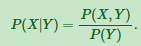 P(X|Y) = P(X,Y) / P(Y).